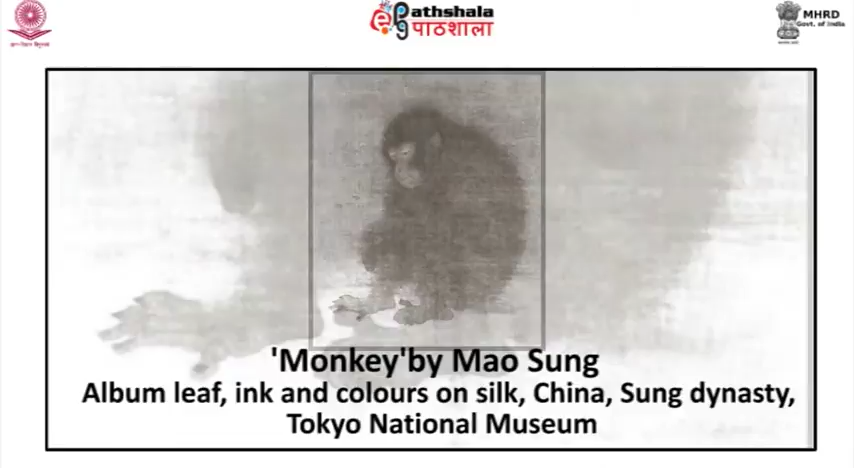 ePathshala
पाठशाला
MHRD
Govt. of India
'Monkey'by Mao Sung
Album leaf, ink and colours on silk, China, Sung dynasty,
Tokyo National Museum